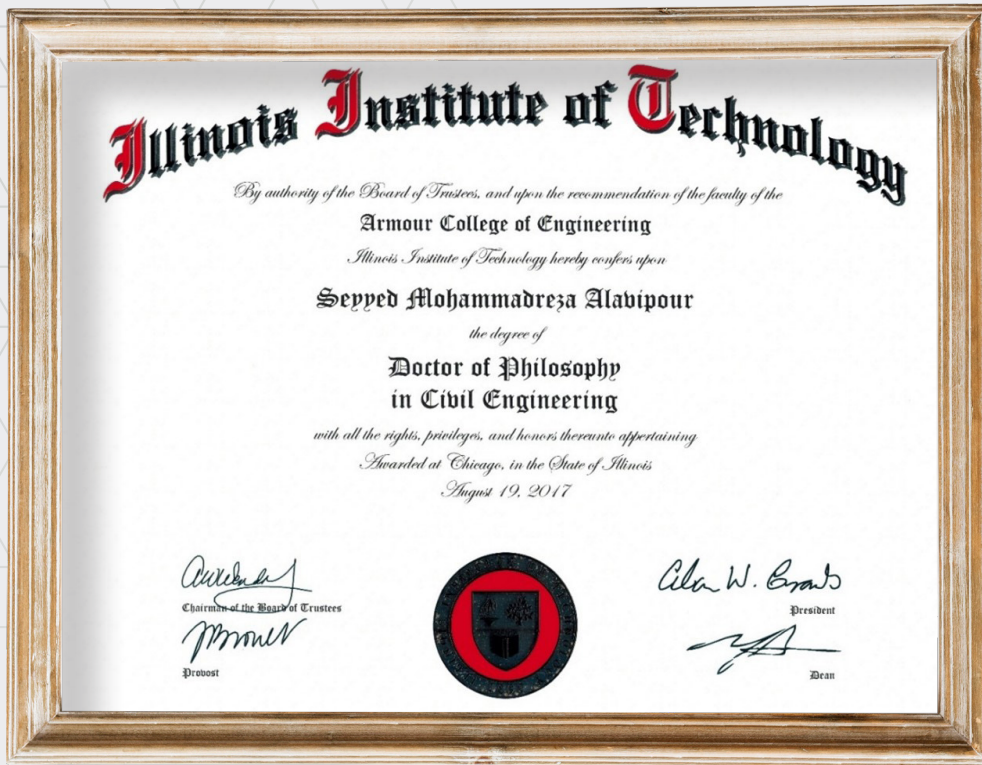 Illinois Institute of Technology
By authority of the Board of Trustees, and upon the recommendation of the faculty of the
Armour College of Engineering
Illinois Institute of Technology hereby confers upon
Seyyed Mohammadreza Alavipour
the degree of
Doctor of Philosophy
in Civil Engineering
with all the rights, privileges, and honors thereunto appertaining
Awarded at Chicago, in the State of Illinois
August 19, 2017
Chairman of the Board of Trustees
President
Provost
Dean